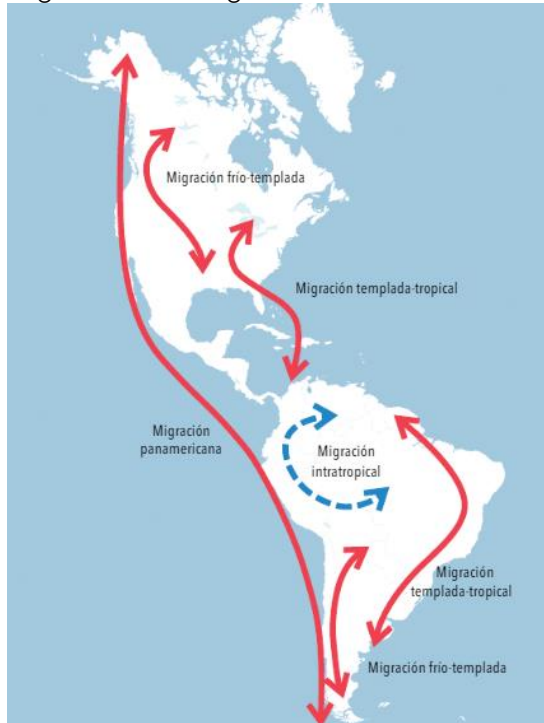 Migración frío-templada
Migración templada-tropical
Migración
panamericana
Migración
intratropical
Migración
templada-tropical
Migración frío-templada